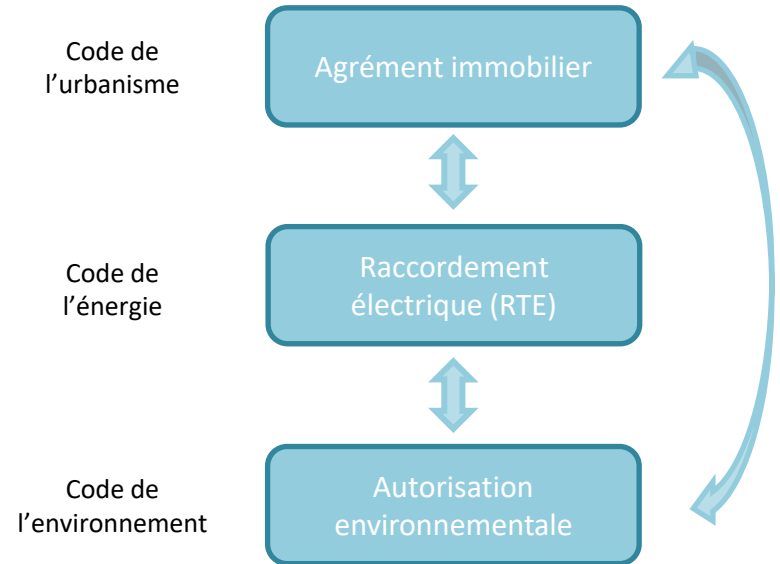 Code de
l’urbanisme
Agrément immobilier
Code de
l’énergie
Raccordement
électrique (RTE)
Code de
l’environnement
Autorisation
environnementale